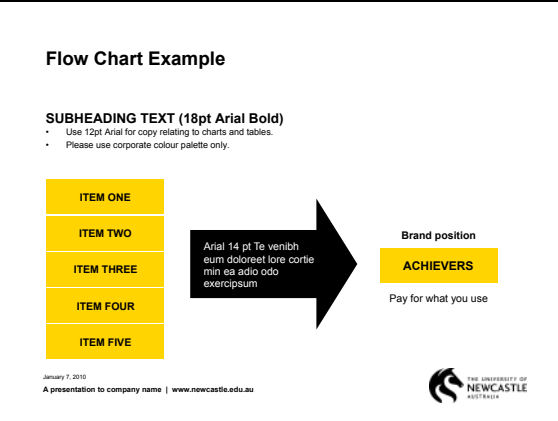 Flow Chart Example
SUBHEADING TEXT (18pt Arial Bold)
• Use 12pt Arial for copy relating to charts and tables.
• Please use corporate colour palette only.
ITEM ONE
ITEM TWO
ITEM THREE
ITEM FOUR
ITEM FIVE
Arial 14 pt Te venibh
eum doloreet lore cortie
min ea adio odo
exercipsum
Brand position
ACHIEVERS
Pay for what you use
January 7, 2010
A presentation to company name | www.newcastle.edu.au
THE UNIVERSITY OF
NEWCASTLE
AUSTRALIA